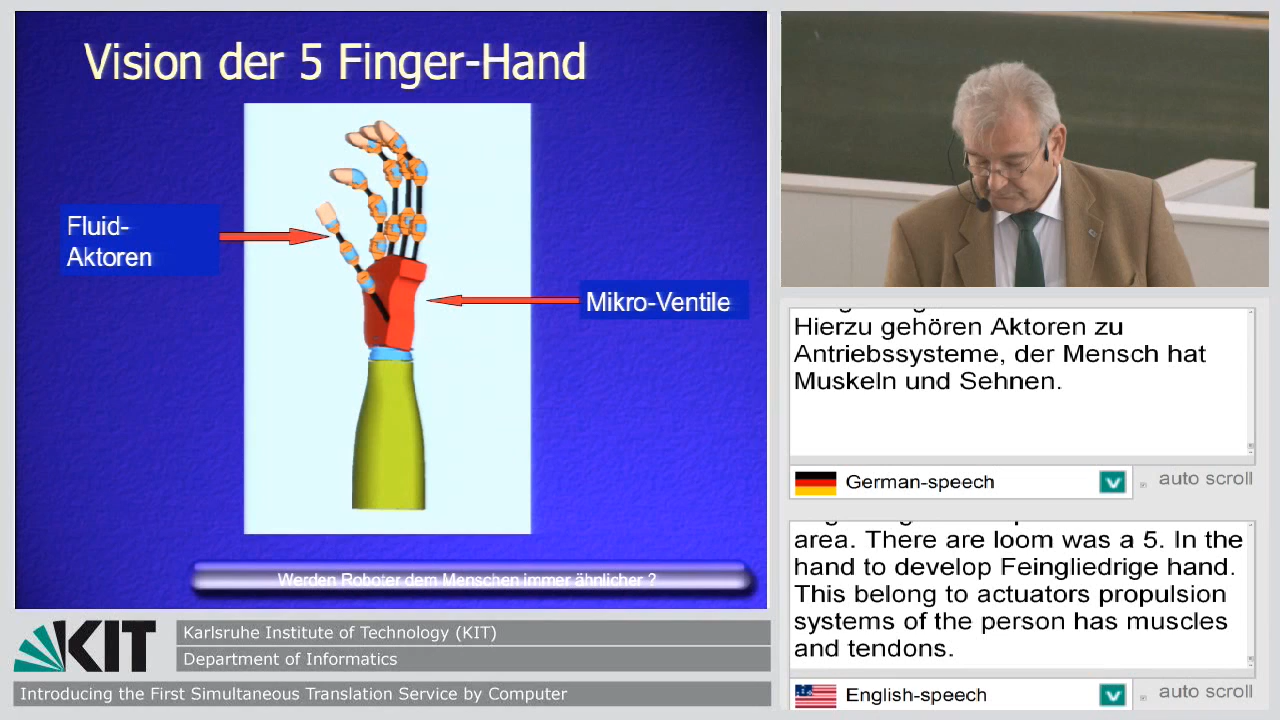 Vision der 5 Finger-Hand
Fluid-
Aktoren
Mikro-Ventile
Werden Roboter dem Menschen immer ähnlicher ?
Hierzu gehören Aktoren zu
Antriebssysteme, der Mensch hat
Muskeln und Sehnen.
German-speech
auto scroll
area. There are loom was a 5. In the
hand to develop Feingliedrige hand.
This belong to actuators propulsion
systems of the person has muscles
and tendons.
English-speech
auto scroll
KIT
Karlsruhe Institute of Technology (KIT)
Department of Informatics
Introducing the First Simultaneous Translation Service by Computer